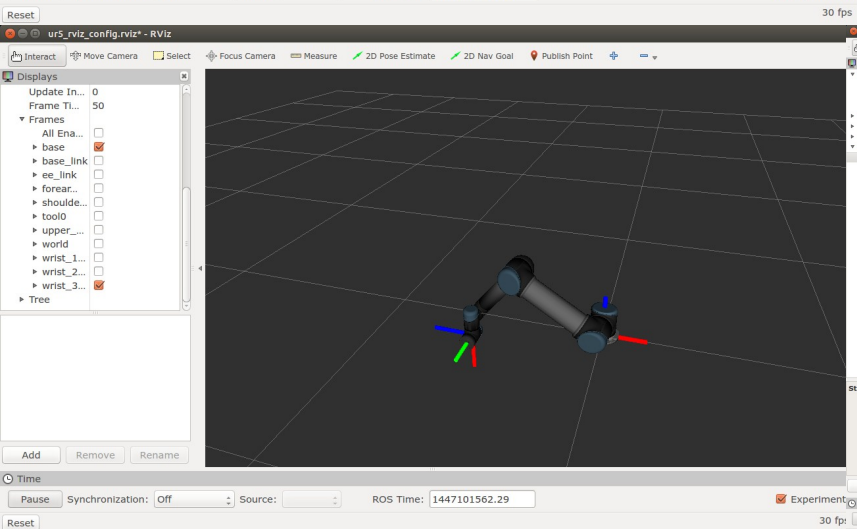 Reset
30 fps
ur5_rviz_config.rviz* - RViz
Interact Move Camera Select Focus Camera Measure 2D Pose Estimate 2D Nav Goal Publish Point
Displays
Update In... 0
Frame Ti... 50
Frames
All Ena...
base
base_link
ee_link
forear...
shoulde...
tool0
upper_...
world
wrist_1...
wrist_2...
wrist_3...
Tree
St
Add Remove Rename
Time
Pause Synchronization: Off Source: ROS Time: 1447101562.29 Experiment
Reset
30 fps